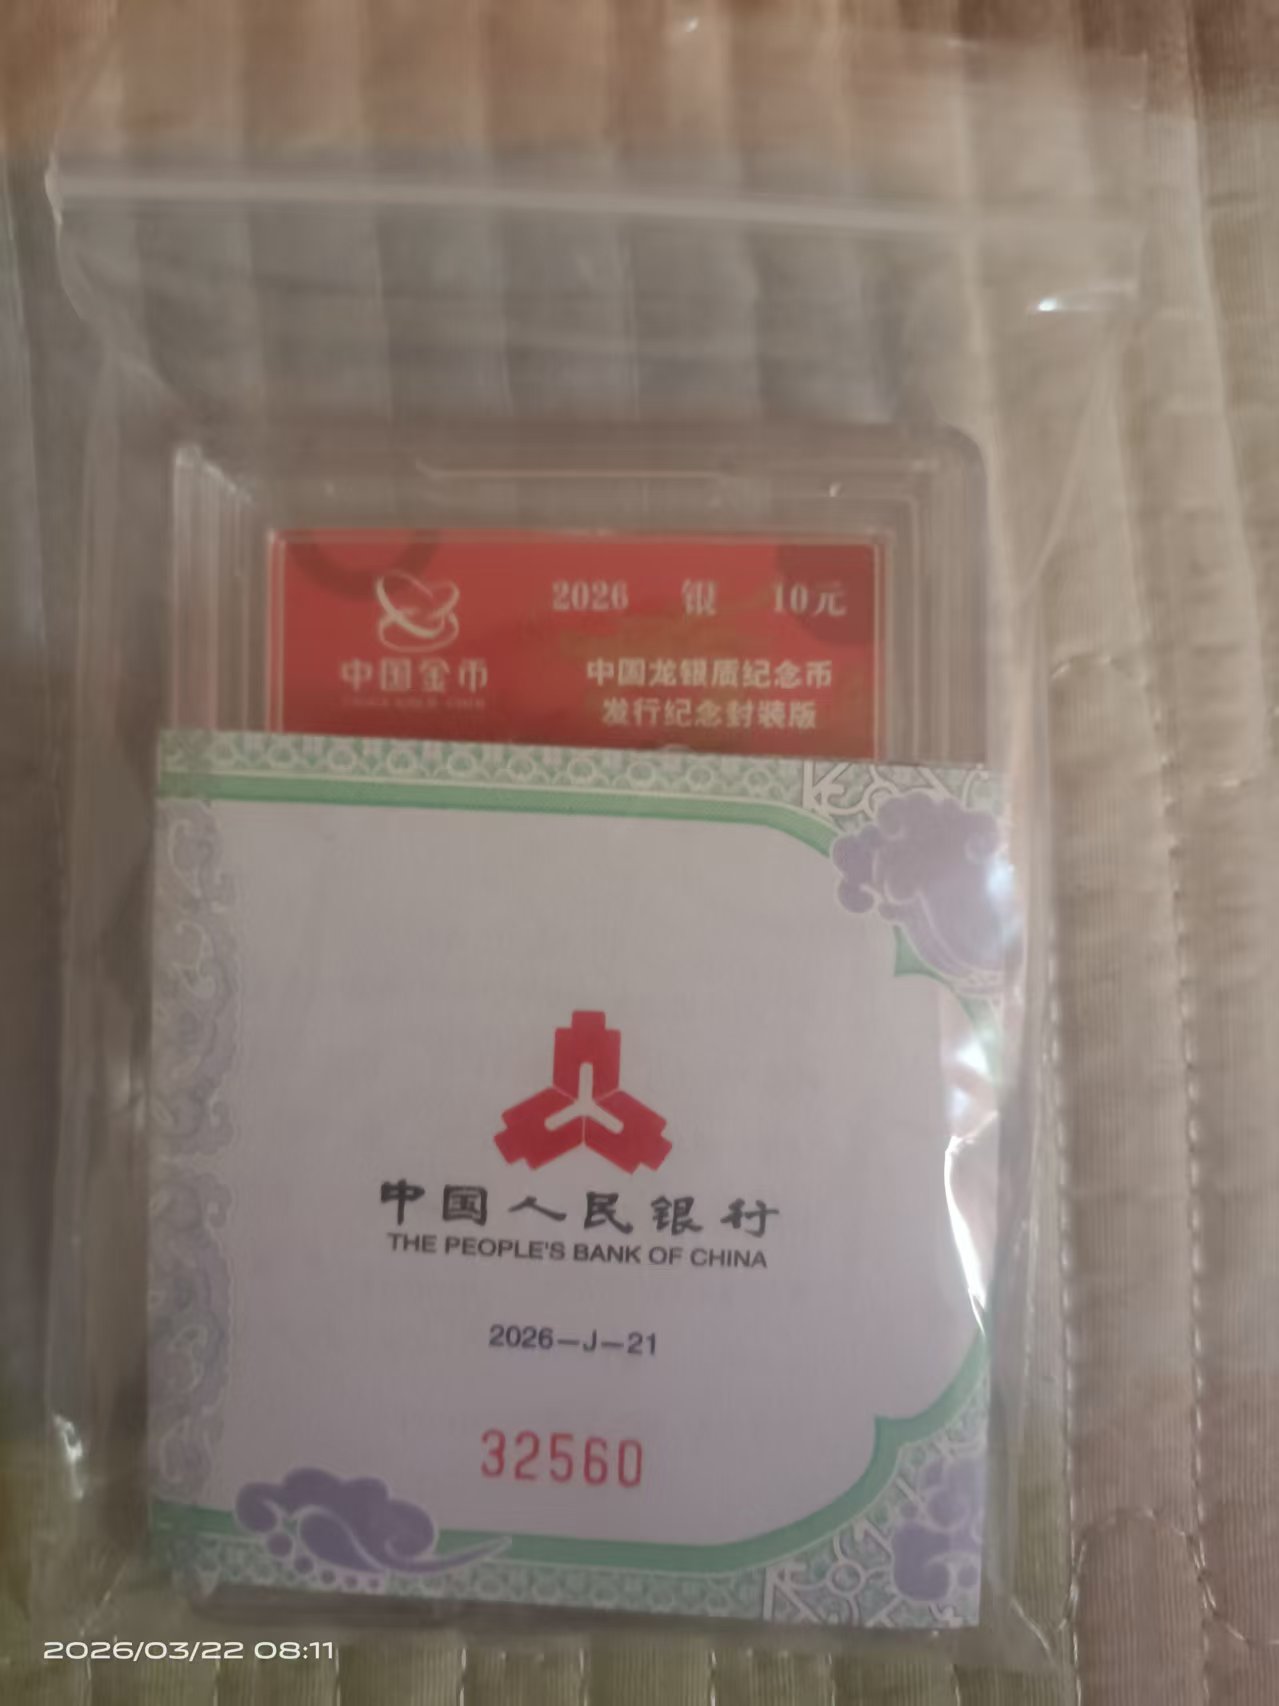 2026 银 10元
中国金币
中国龙银质纪念币
发行纪念封装版
中国人民银行
THE PEOPLE'S BANK OF CHINA
2026—J—21
32560
2026/03/22 08:11